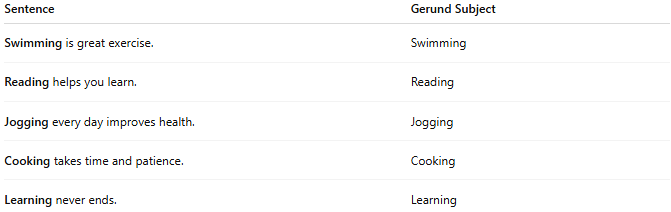 Sentence Gerund Subject
Swimming is great exercise. Swimming
Reading helps you learn. Reading
Jogging every day improves health. Jogging
Cooking takes time and patience. Cooking
Learning never ends. Learning